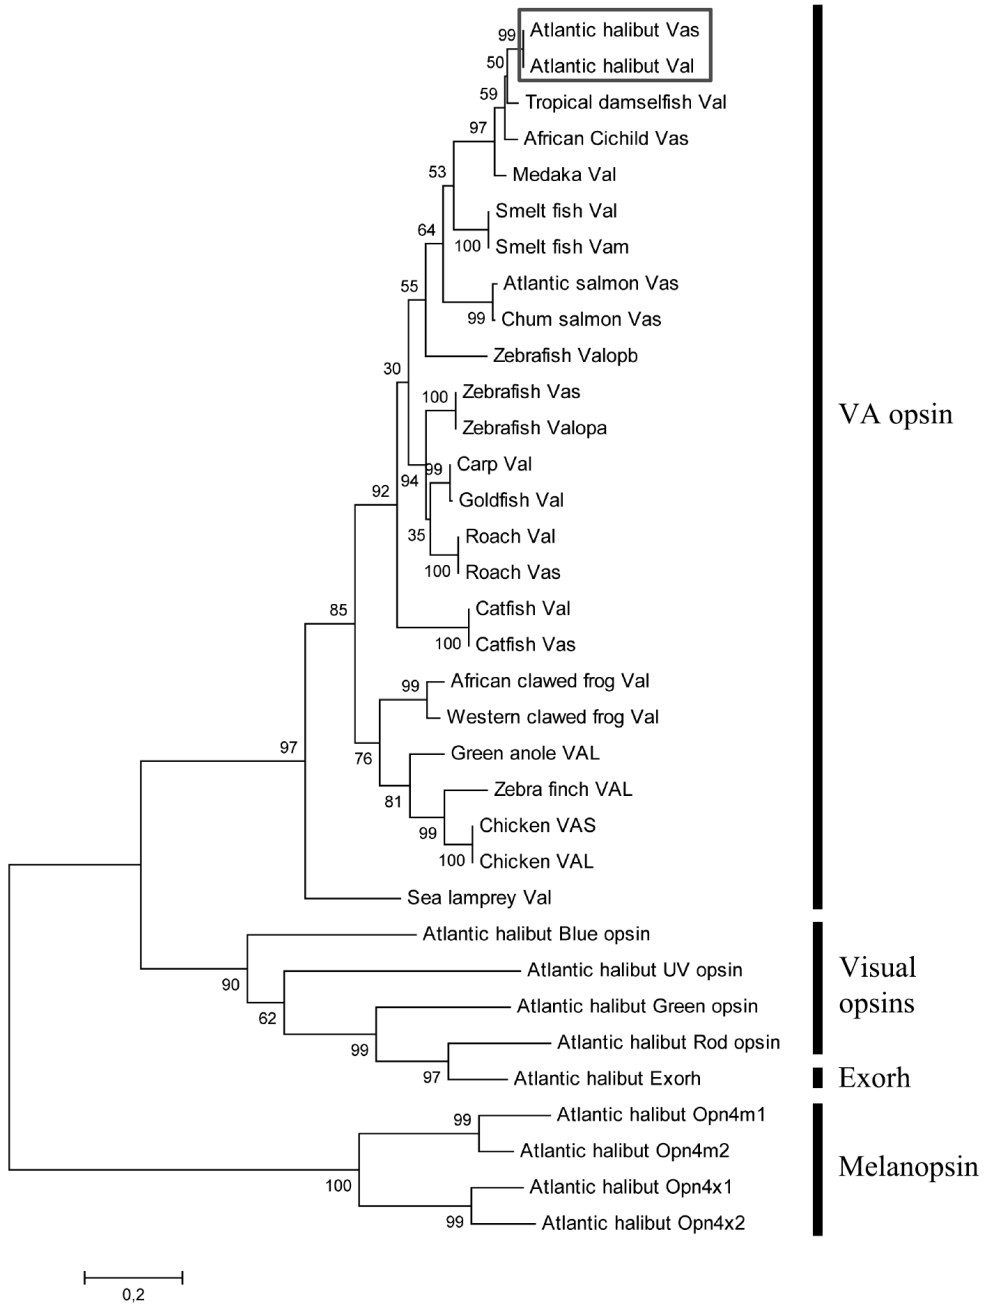 99
Atlantic halibut Vas
50
Atlantic halibut Val
59
Tropical damselfish Val
97
African Cichild Vas
53
Medaka Val
Smelt fish Val
64
100
Smelt fish Vam
55
Atlantic salmon Vas
99
Chum salmon Vas
Zebrafish Valopb
30
100
Zebrafish Vas
VA opsin
Zebrafish Valopa
99
Carp Val
94
92
Goldfish Val
35
Roach Val
100
Roach Vas
85
Catfish Val
100
Catfish Vas
99
African clawed frog Val
Western clawed frog Val
97
76
Green anole VAL
81
Zebra finch VAL
99
Chicken VAS
100
Chicken VAL
Sea lamprey Val
Atlantic halibut Blue opsin
90
Atlantic halibut UV opsin
Visual
opsins
62
Atlantic halibut Green opsin
99
Atlantic halibut Rod opsin
97
Atlantic halibut Exorh
Exorh
99
Atlantic halibut Opn4m1
Atlantic halibut Opn4m2
Melanopsin
100
Atlantic halibut Opn4x1
99
Atlantic halibut Opn4x2
0,2